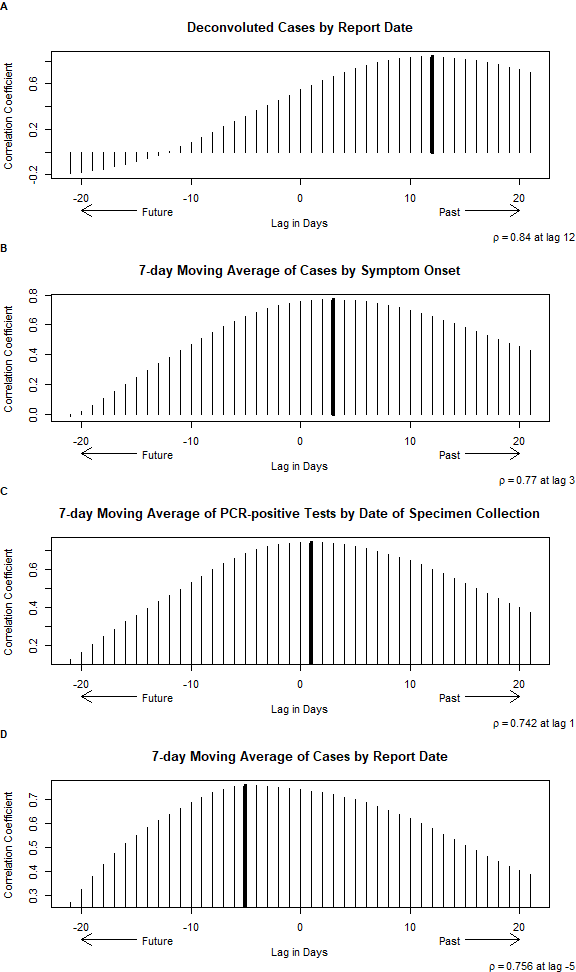 A
Deconvoluted Cases by Report Date
Correlation Coefficient
-0.2 0.2 0.6
-20 -10 0 10 20
Future Past
Lag in Days
ρ = 0.84 at lag 12
B
7-day Moving Average of Cases by Symptom Onset
Correlation Coefficient
0.0 0.2 0.4 0.6 0.8
-20 -10 0 10 20
Future Past
Lag in Days
ρ = 0.77 at lag 3
C
7-day Moving Average of PCR-positive Tests by Date of Specimen Collection
Correlation Coefficient
0.2 0.4 0.6
-20 -10 0 10 20
Future Past
Lag in Days
ρ = 0.742 at lag 1
D
7-day Moving Average of Cases by Report Date
Correlation Coefficient
0.3 0.4 0.5 0.6 0.7
-20 -10 0 10 20
Future Past
Lag in Days
ρ = 0.756 at lag -5